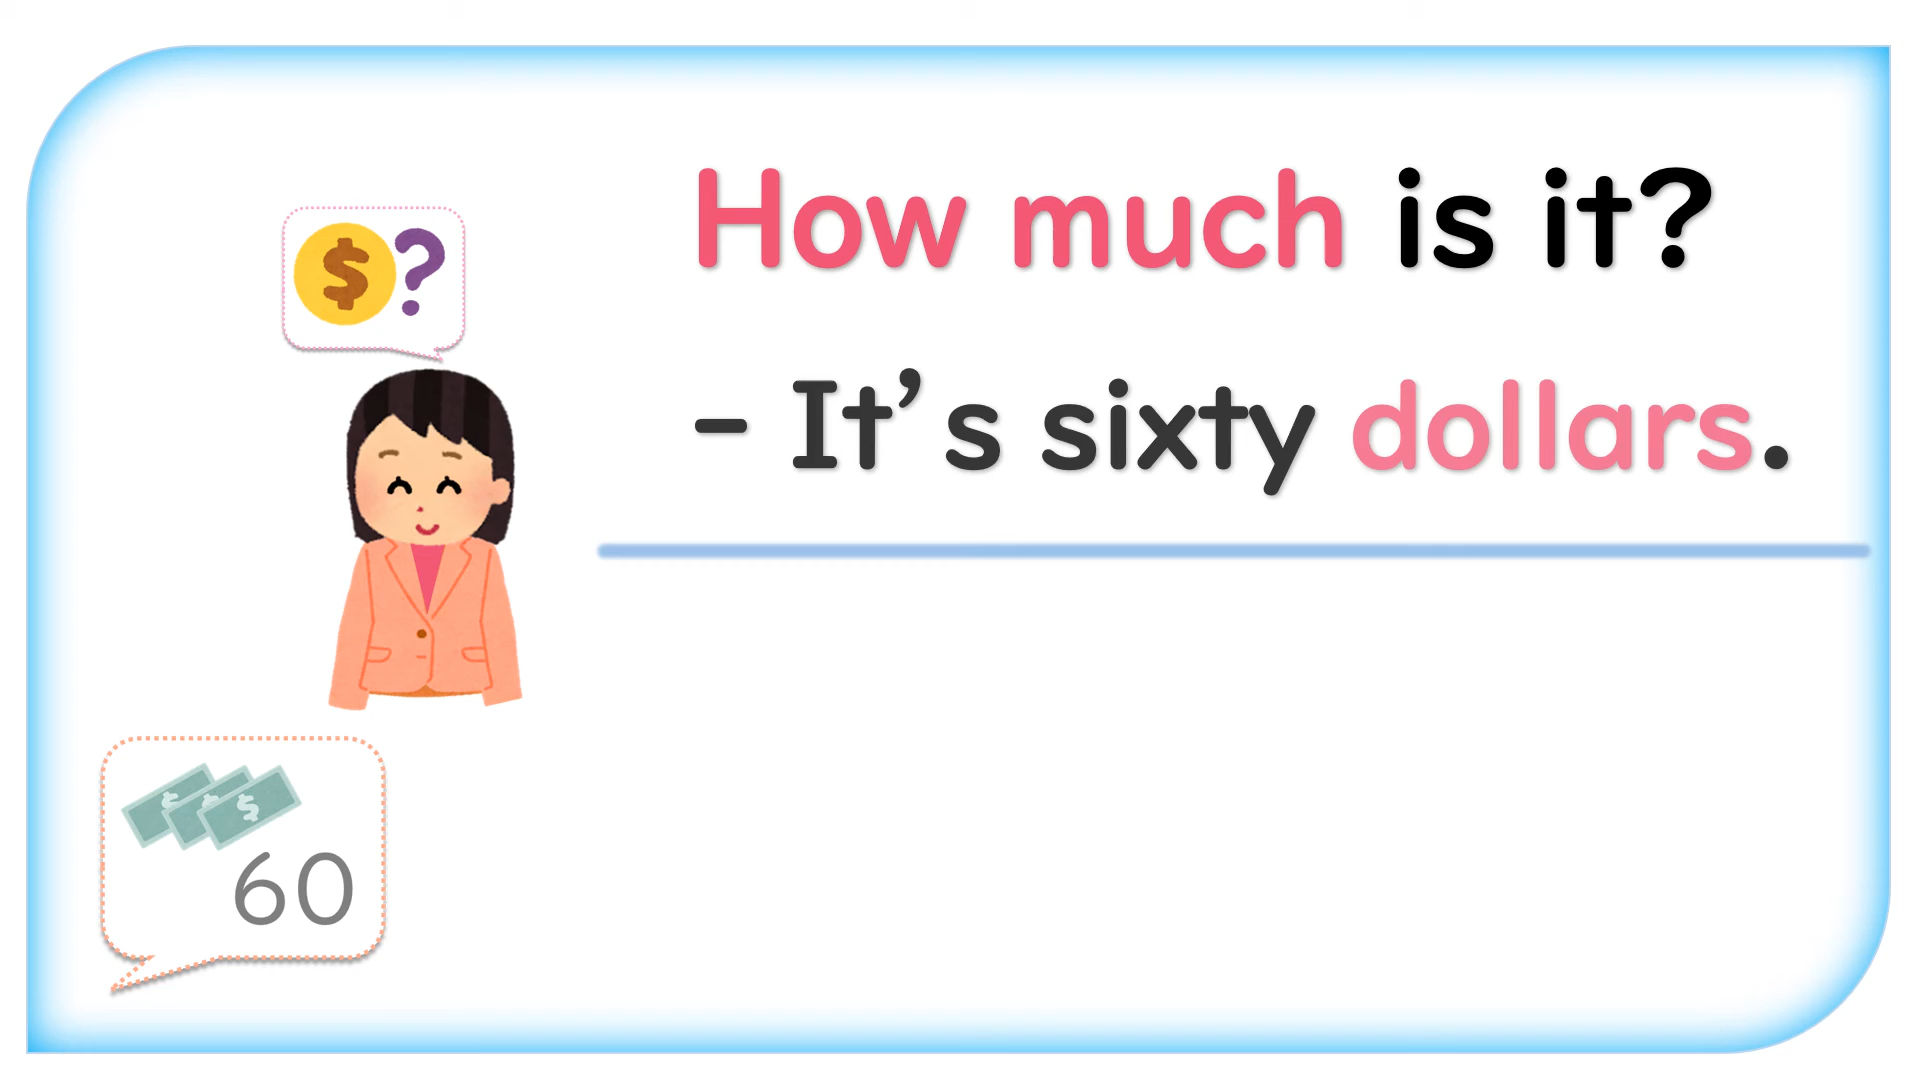 How much is it?
- It’s sixty dollars.
$?
$ $ $
60